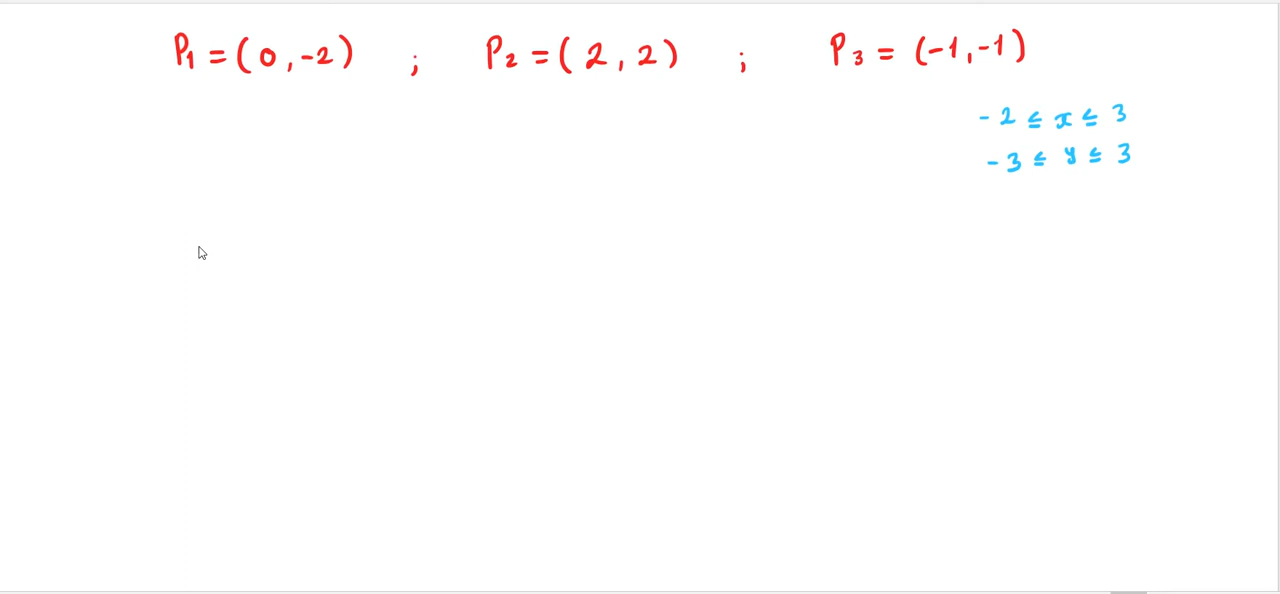 P₁ = (0,-2) ; P₂ = (2,2) ; P₃ = (-1,-1)
-2 ≤ x ≤ 3
-3 ≤ y ≤ 3